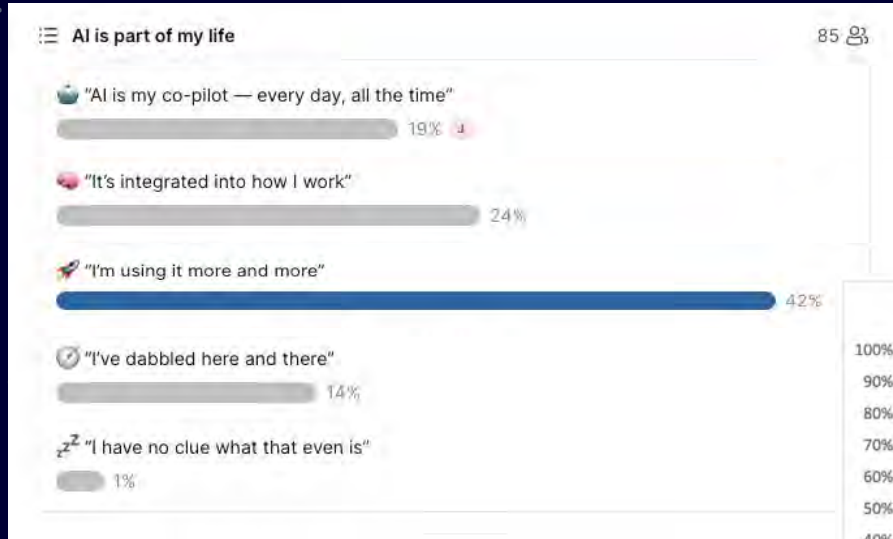 AI is part of my life
85
"AI is my co-pilot — every day, all the time"
19%
"It's integrated into how I work"
24%
"I'm using it more and more"
42%
"I've dabbled here and there"
14%
zzZ "I have no clue what that even is"
1%
100%
90%
80%
70%
60%
50%
40%